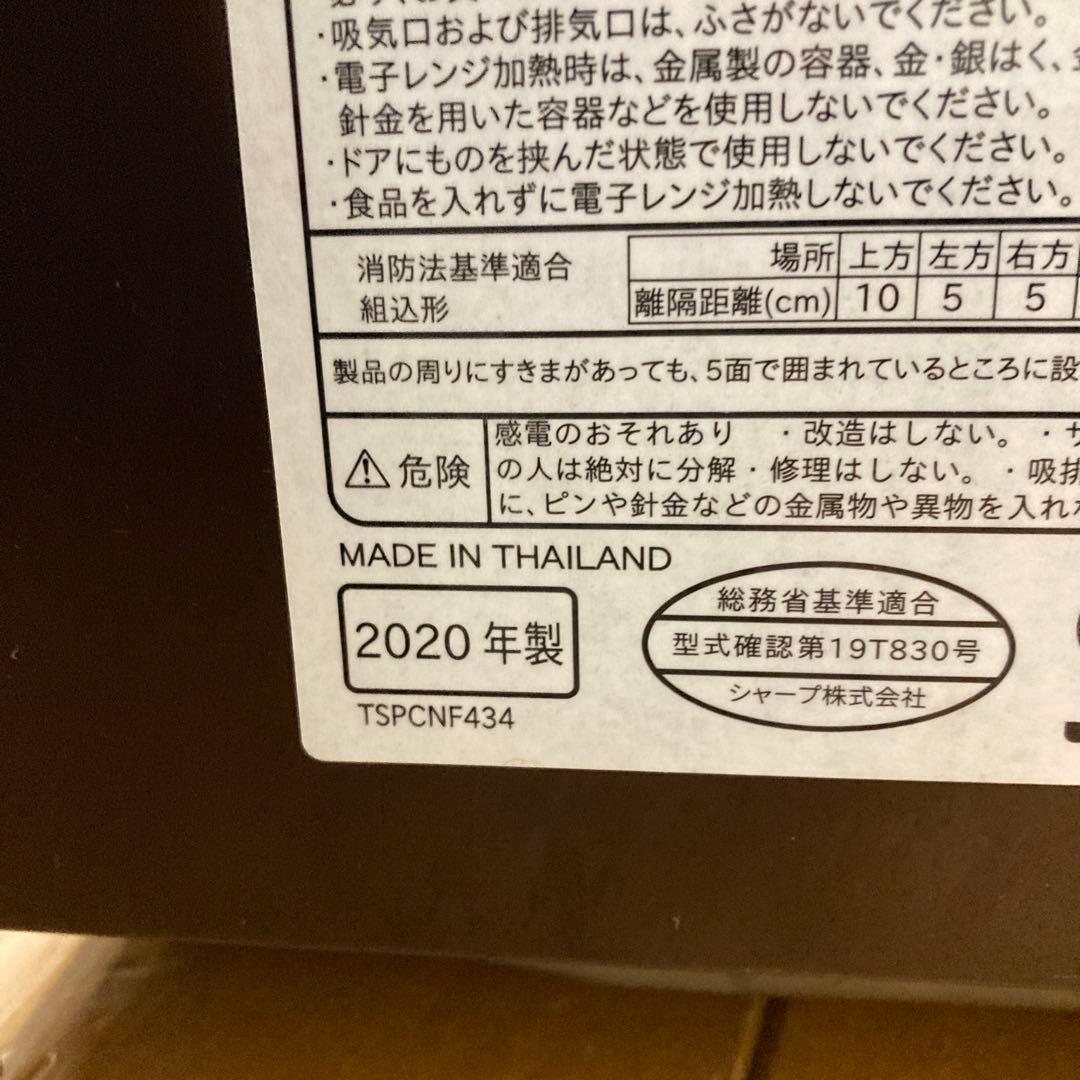 ・吸気口および排気口は、ふさがないでください。
・電子レンジ加熱時は、金属製の容器、金・銀はく、
針金を用いた容器などを使用しないでください。
・ドアにものを挟んだ状態で使用しないでください。
・食品を入れずに電子レンジ加熱しないでください。
消防法基準適合
組込形
場所 上方 左方 右方
離隔距離(cm) 10 5 5
製品の周りにすきまがあっても、5面で囲まれているところに設
危険
感電のおそれあり ・改造はしない。・サ
の人は絶対に分解・修理はしない。・吸排
に、ピンや針金などの金属物や異物を入れ
MADE IN THAILAND
2020年製
TSPCNF434
総務省基準適合
型式確認第19T830号
シャープ株式会社